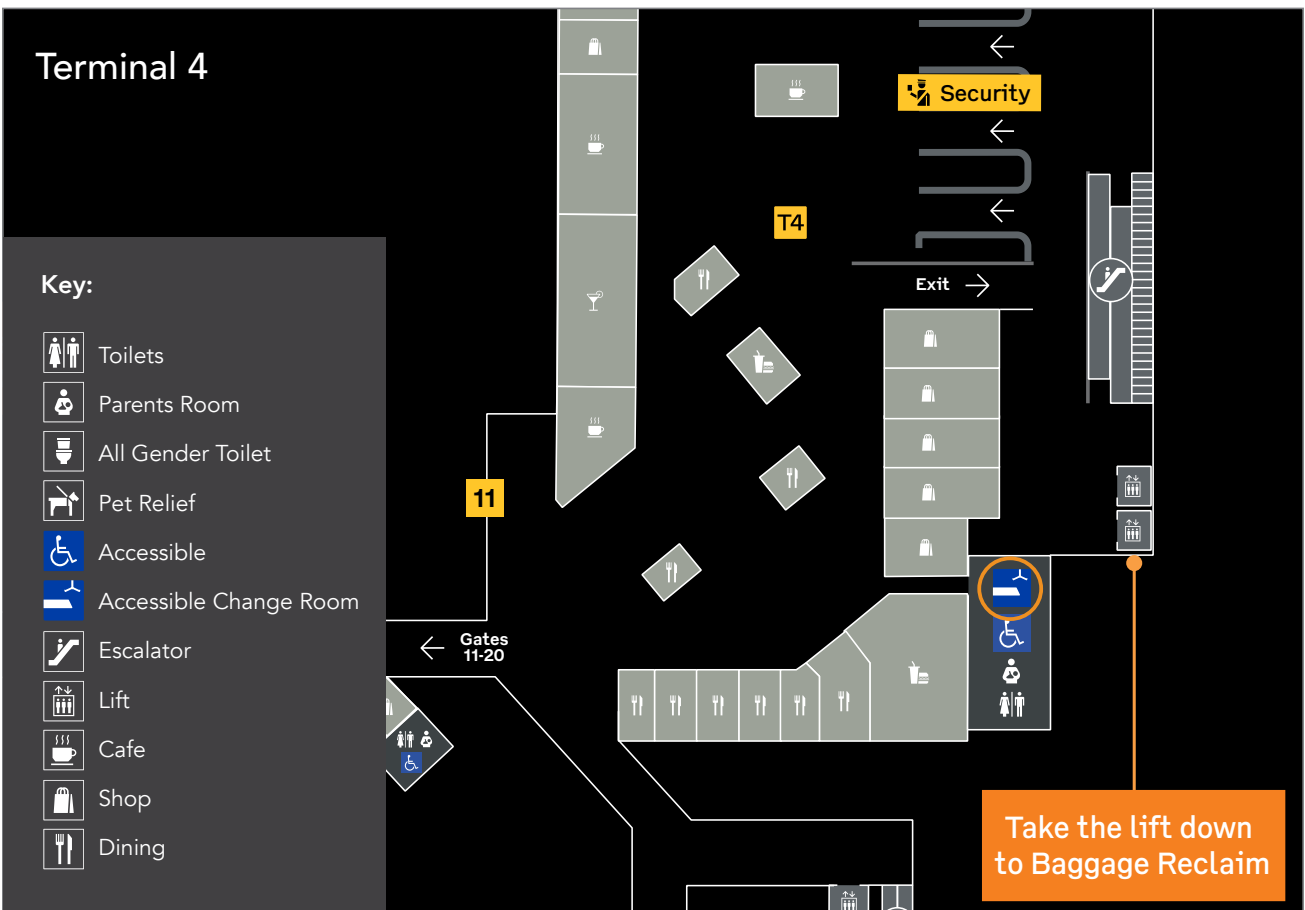 Terminal 4
Security
T4
Exit
Key:
Toilets
Parents Room
All Gender Toilet
Pet Relief
Accessible
Accessible Change Room
Escalator
Lift
Cafe
Shop
Dining
11
Gates
11-20
Take the lift down
to Baggage Reclaim